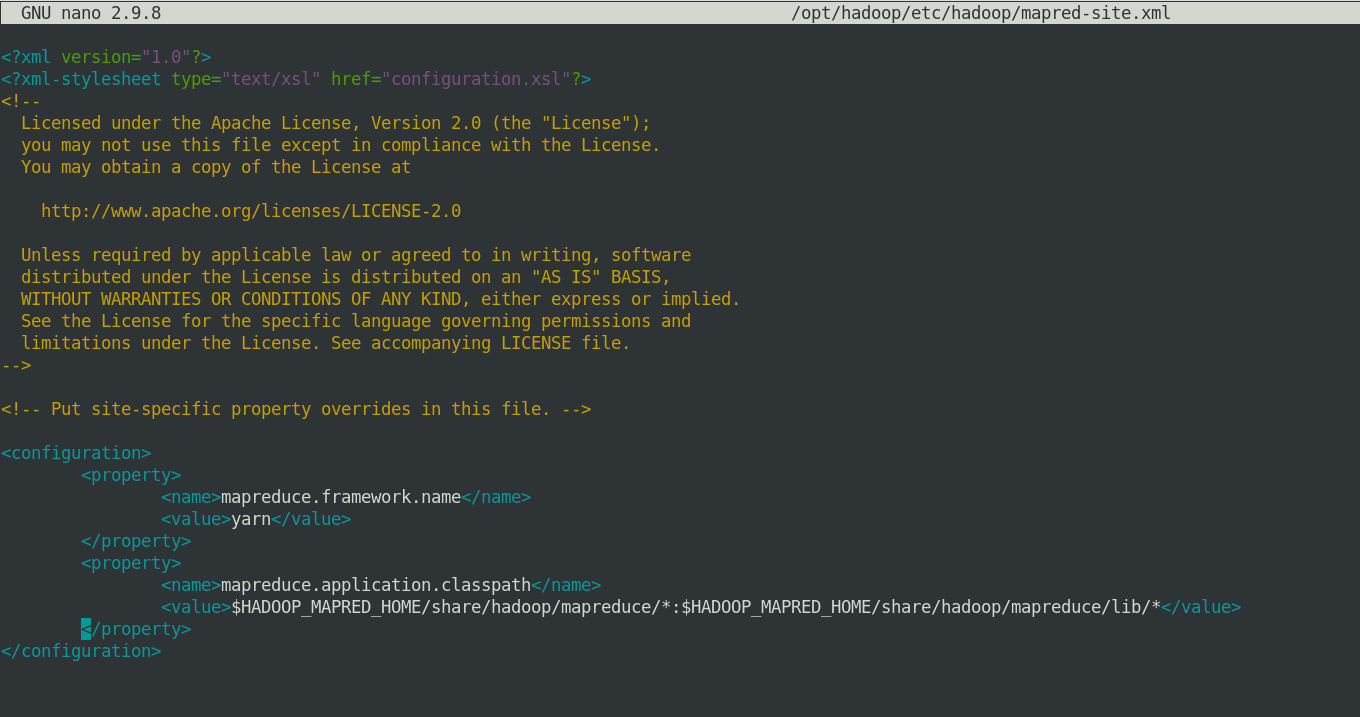 GNU nano 2.9.8 /opt/hadoop/etc/hadoop/mapred-site.xml
<?xml version="1.0"?>
<?xml-stylesheet type="text/xsl" href="configuration.xsl"?>
<!--
  Licensed under the Apache License, Version 2.0 (the "License");
  you may not use this file except in compliance with the License.
  You may obtain a copy of the License at

    http://www.apache.org/licenses/LICENSE-2.0

  Unless required by applicable law or agreed to in writing, software
  distributed under the License is distributed on an "AS IS" BASIS,
  WITHOUT WARRANTIES OR CONDITIONS OF ANY KIND, either express or implied.
  See the License for the specific language governing permissions and
  limitations under the License. See accompanying LICENSE file.
-->

<!-- Put site-specific property overrides in this file. -->

<configuration>
        <property>
                <name>mapreduce.framework.name</name>
                <value>yarn</value>
        </property>
        <property>
                <name>mapreduce.application.classpath</name>
                <value>$HADOOP_MAPRED_HOME/share/hadoop/mapreduce/*:$HADOOP_MAPRED_HOME/share/hadoop/mapreduce/lib/*</value>
        </property>
</configuration>